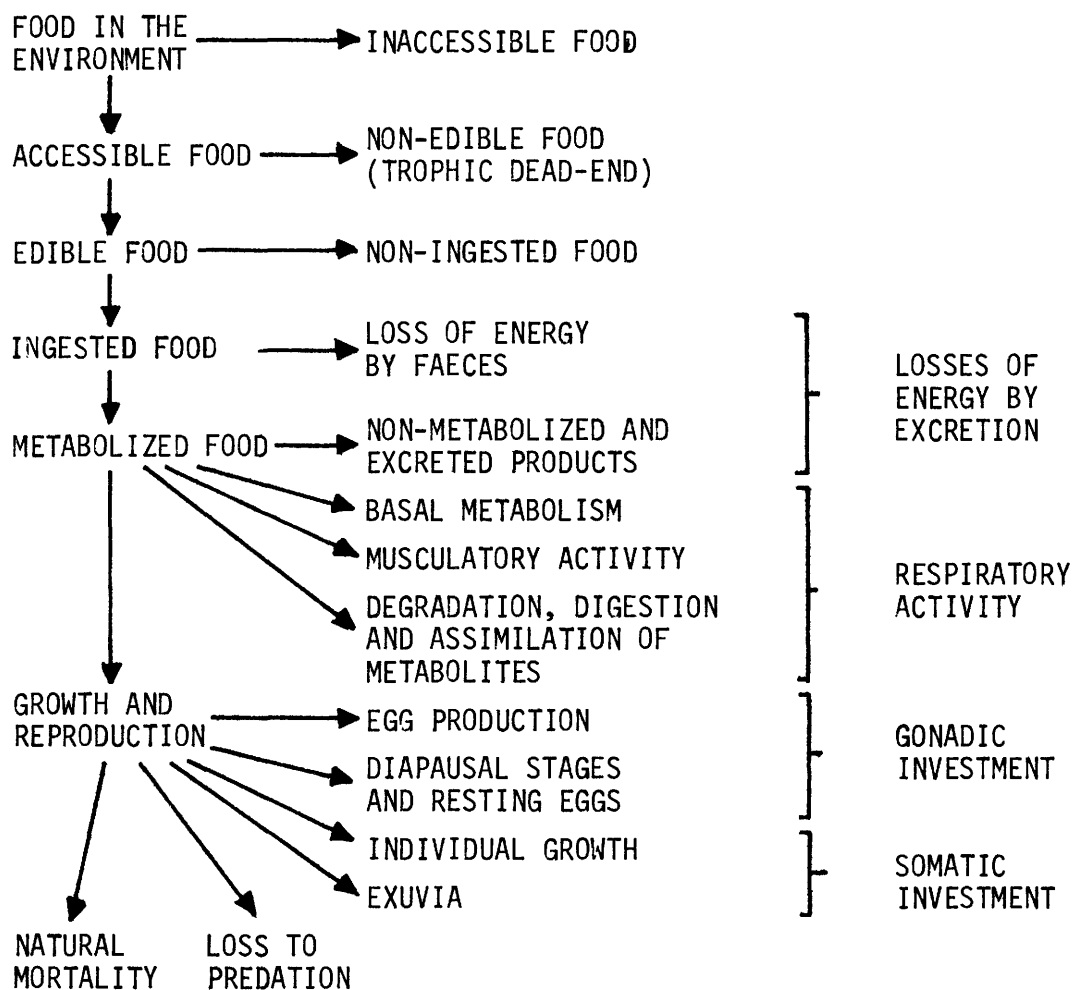 FOOD IN THE
ENVIRONMENT
INACCESSIBLE FOOD
ACCESSIBLE FOOD
NON-EDIBLE FOOD
(TROPHIC DEAD-END)
EDIBLE FOOD
NON-INGESTED FOOD
INGESTED FOOD
LOSS OF ENERGY
BY FAECES
METABOLIZED FOOD
NON-METABOLIZED AND
EXCRETED PRODUCTS
LOSSES OF
ENERGY BY
EXCRETION
BASAL METABOLISM
MUSCULATORY ACTIVITY
DEGRADATION, DIGESTION
AND ASSIMILATION OF
METABOLITES
RESPIRATORY
ACTIVITY
GROWTH AND
REPRODUCTION
EGG PRODUCTION
DIAPAUSAL STAGES
AND RESTING EGGS
GONADIC
INVESTMENT
INDIVIDUAL GROWTH
EXUVIA
SOMATIC
INVESTMENT
NATURAL
MORTALITY
LOSS TO
PREDATION